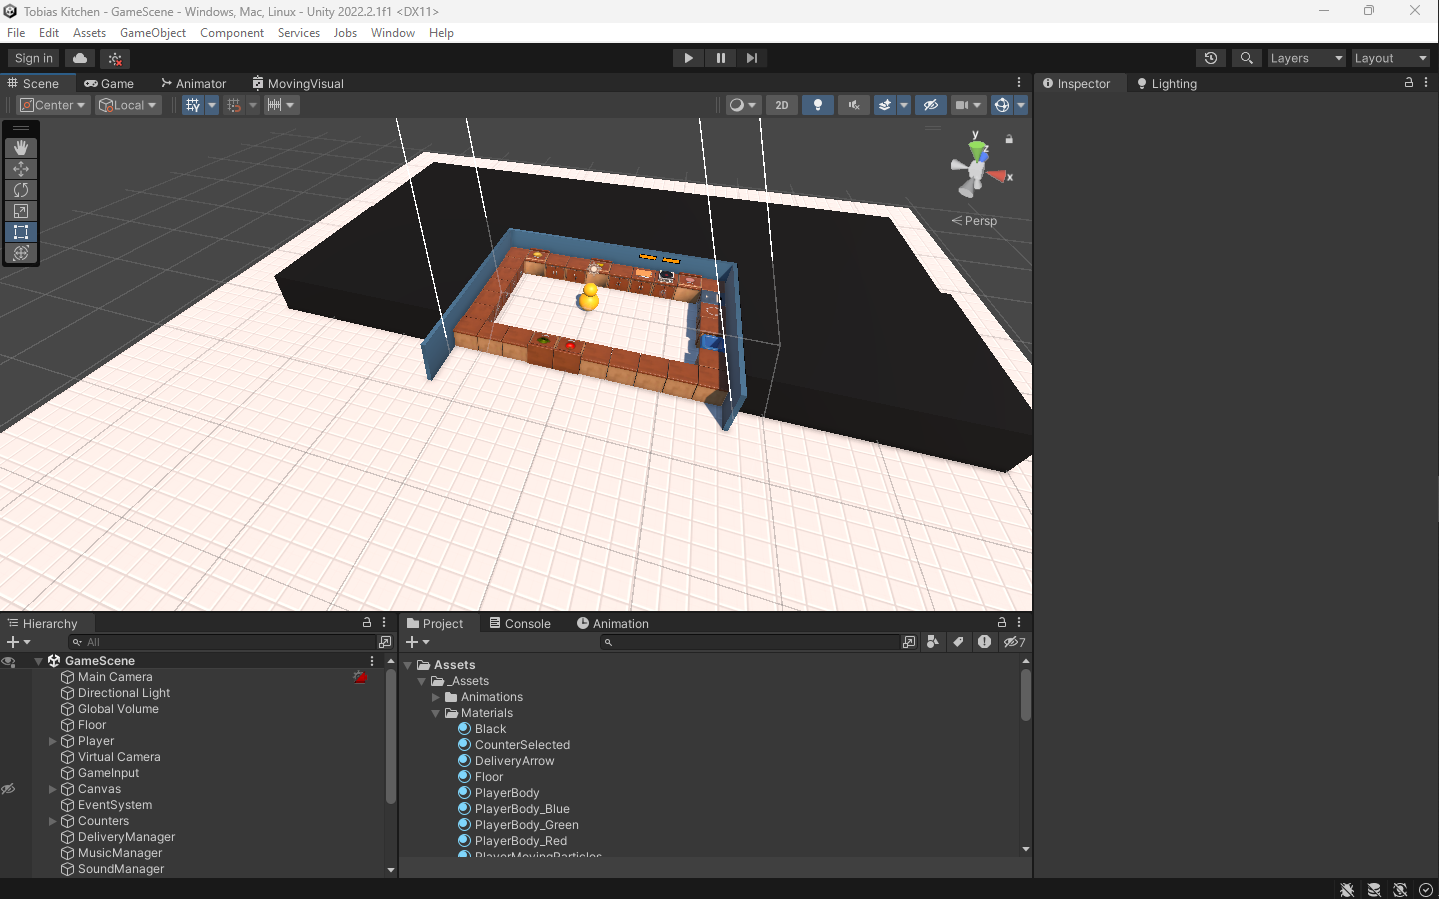 Tobias Kitchen - GameScene - Windows, Mac, Linux - Unity 2022.2.1f1 <DX11>
File Edit Assets GameObject Component Services Jobs Window Help
Sign in Layers Layout
Scene Game Animator MovingVisual Inspector Lighting
Center Local 2D
y
z
x
Persp
Hierarchy
All
GameScene
Main Camera
Directional Light
Global Volume
Floor
Player
Virtual Camera
GameInput
Canvas
EventSystem
Counters
DeliveryManager
MusicManager
SoundManager
Project Console Animation
7
Assets
_Assets
Animations
Materials
Black
CounterSelected
DeliveryArrow
Floor
PlayerBody
PlayerBody_Blue
PlayerBody_Green
PlayerBody_Red
PlayerMovingParticles